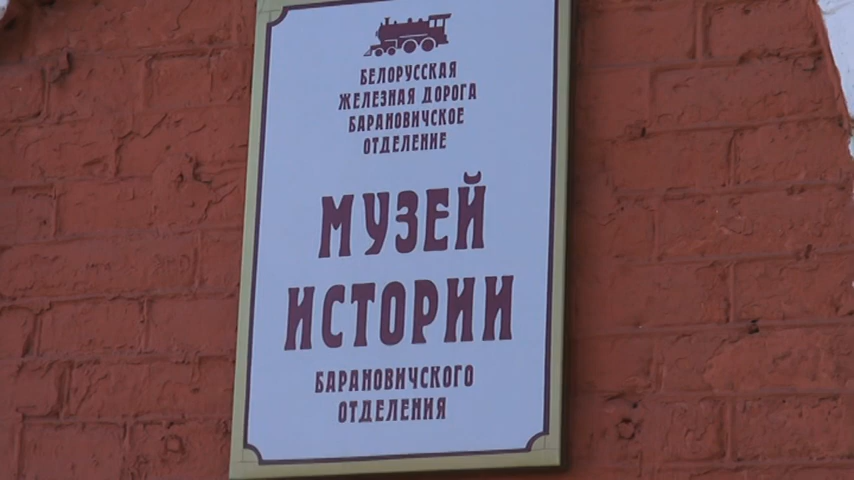 БЕЛОРУССКАЯ
ЖЕЛЕЗНАЯ ДОРОГА
БАРАНОВИЧСКОЕ
ОТДЕЛЕНИЕ
МУЗЕЙ
ИСТОРИИ
БАРАНОВИЧСКОГО
ОТДЕЛЕНИЯ